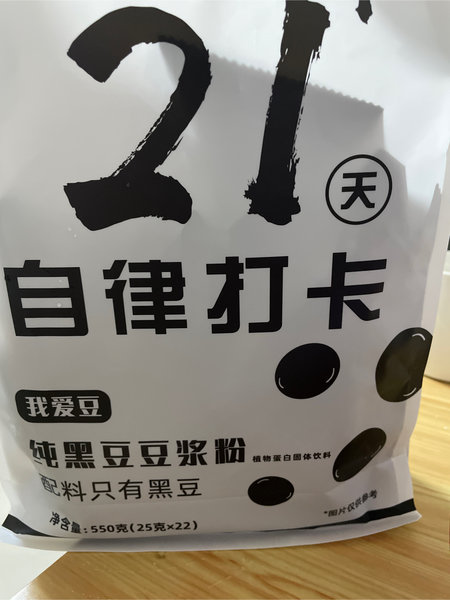 21
天
自律打卡
我爱豆
纯黑豆豆浆粉 植物蛋白固体饮料
配料只有黑豆
净含量：550克（25克×22）
*图片仅供参考